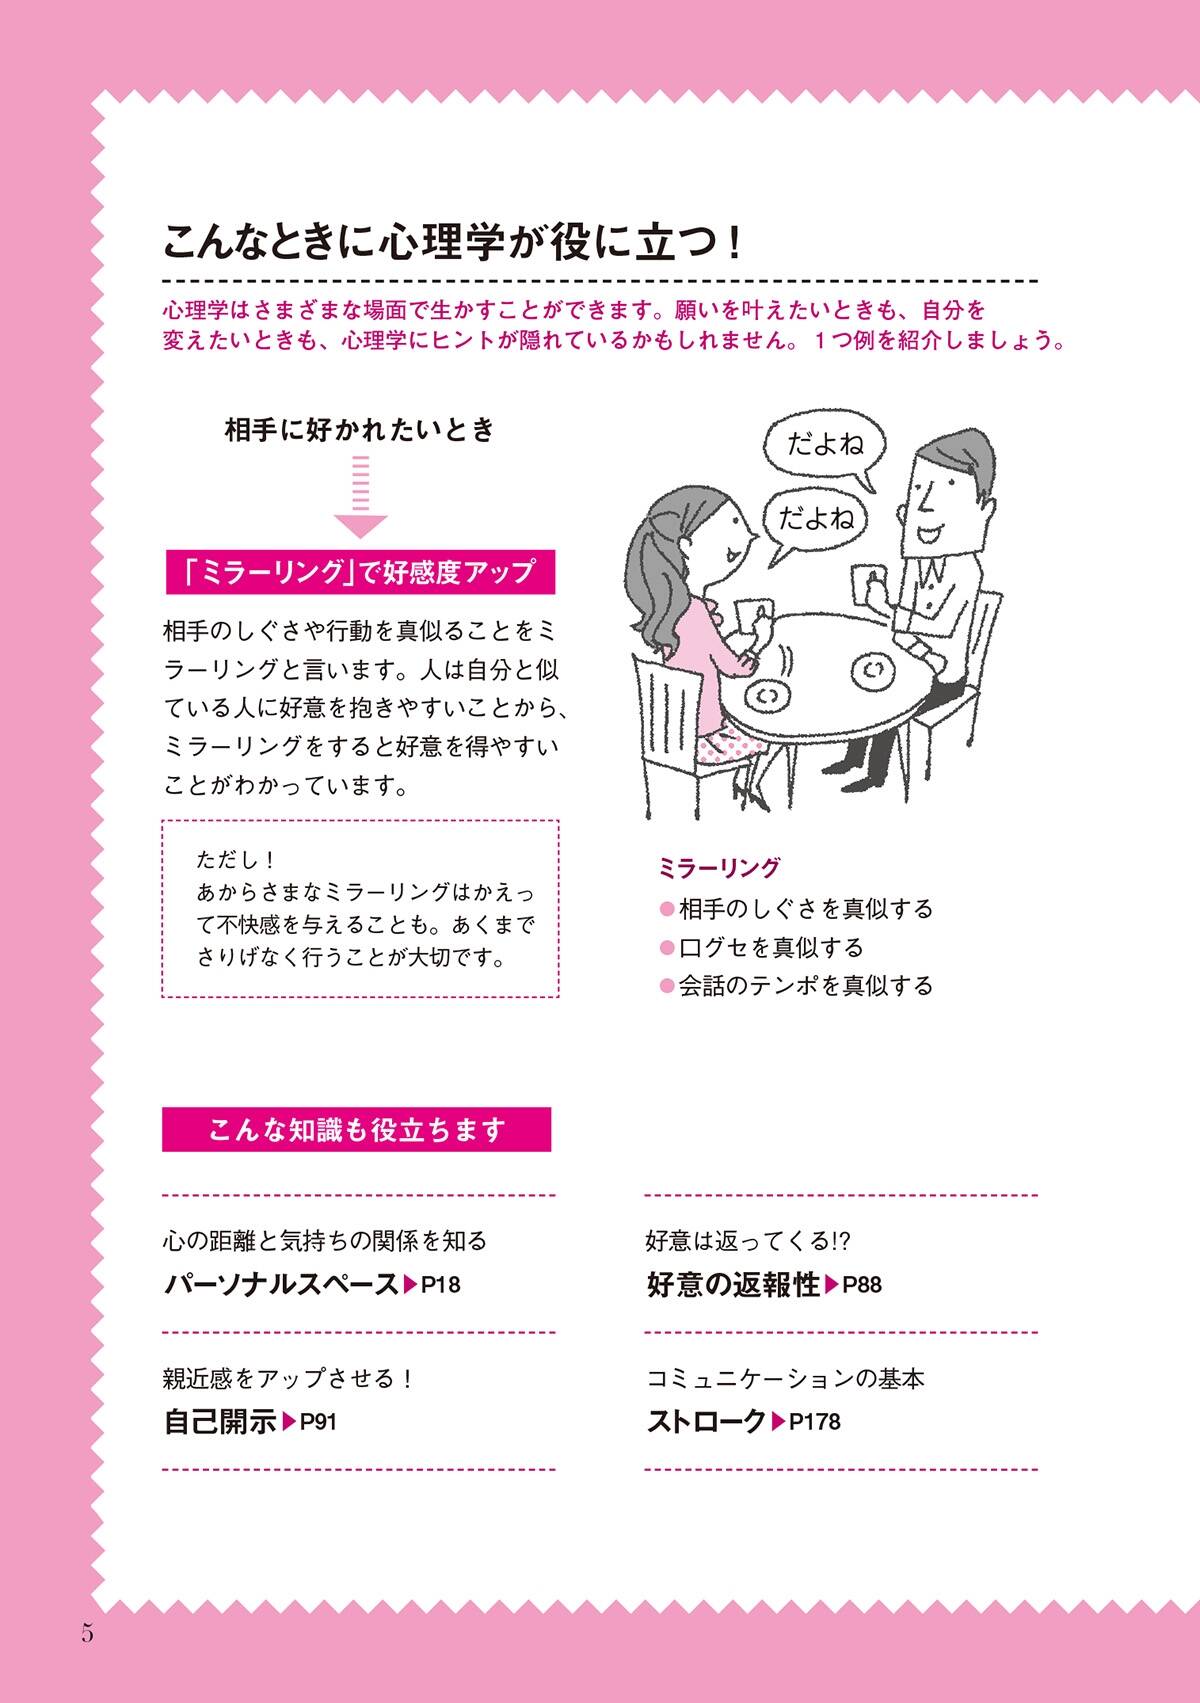 こんなときに心理学が役に立つ！
心理学はさまざまな場面で生かすことができます。願いを叶えたいときも、自分を
変えたいときも、心理学にヒントが隠れているかもしれません。１つ例を紹介しましょう。
相手に好かれたいとき
「ミラーリング」で好感度アップ
相手のしぐさや行動を真似ることをミ
ラーリングと言います。人は自分と似
ている人に好意を抱きやすいことから、
ミラーリングをすると好意を得やすい
ことがわかっています。
ただし！
あからさまなミラーリングはかえっ
て不快感を与えることも。あくまで
さりげなく行うことが大切です。
だよね
だよね
ミラーリング
●相手のしぐさを真似する
●口グセを真似する
●会話のテンポを真似する
こんな知識も役立ちます
心の距離と気持ちの関係を知る
パーソナルスペース▶P18
好意は返ってくる!?
好意の返報性▶P88
親近感をアップさせる！
自己開示▶P91
コミュニケーションの基本
ストローク▶P178
5